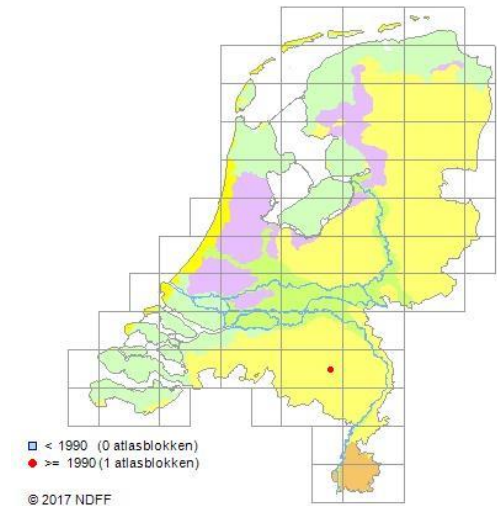 < 1990 (0 atlasblokken)
>= 1990 (1 atlasblokken)
© 2017 NDFF